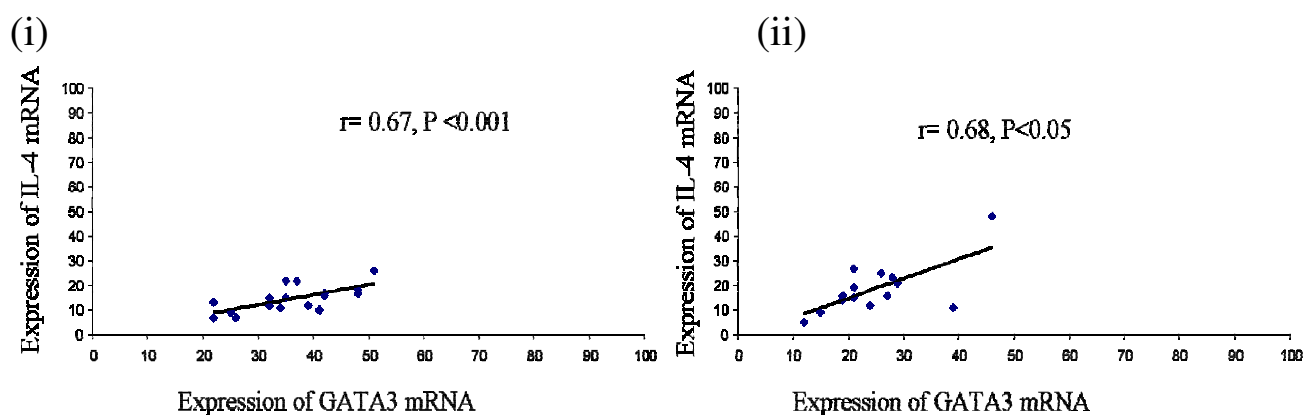 (i)
(ii)
Expression of IL-4 mRNA
100
90
80
70
60
50
40
30
20
10
0
r= 0.67, P <0.001
0 10 20 30 40 50 60 70 80 90 100
Expression of GATA3 mRNA
Expression of IL-4 mRNA
100
90
80
70
60
50
40
30
20
10
0
r= 0.68, P<0.05
0 10 20 30 40 50 60 70 80 90 100
Expression of GATA3 mRNA